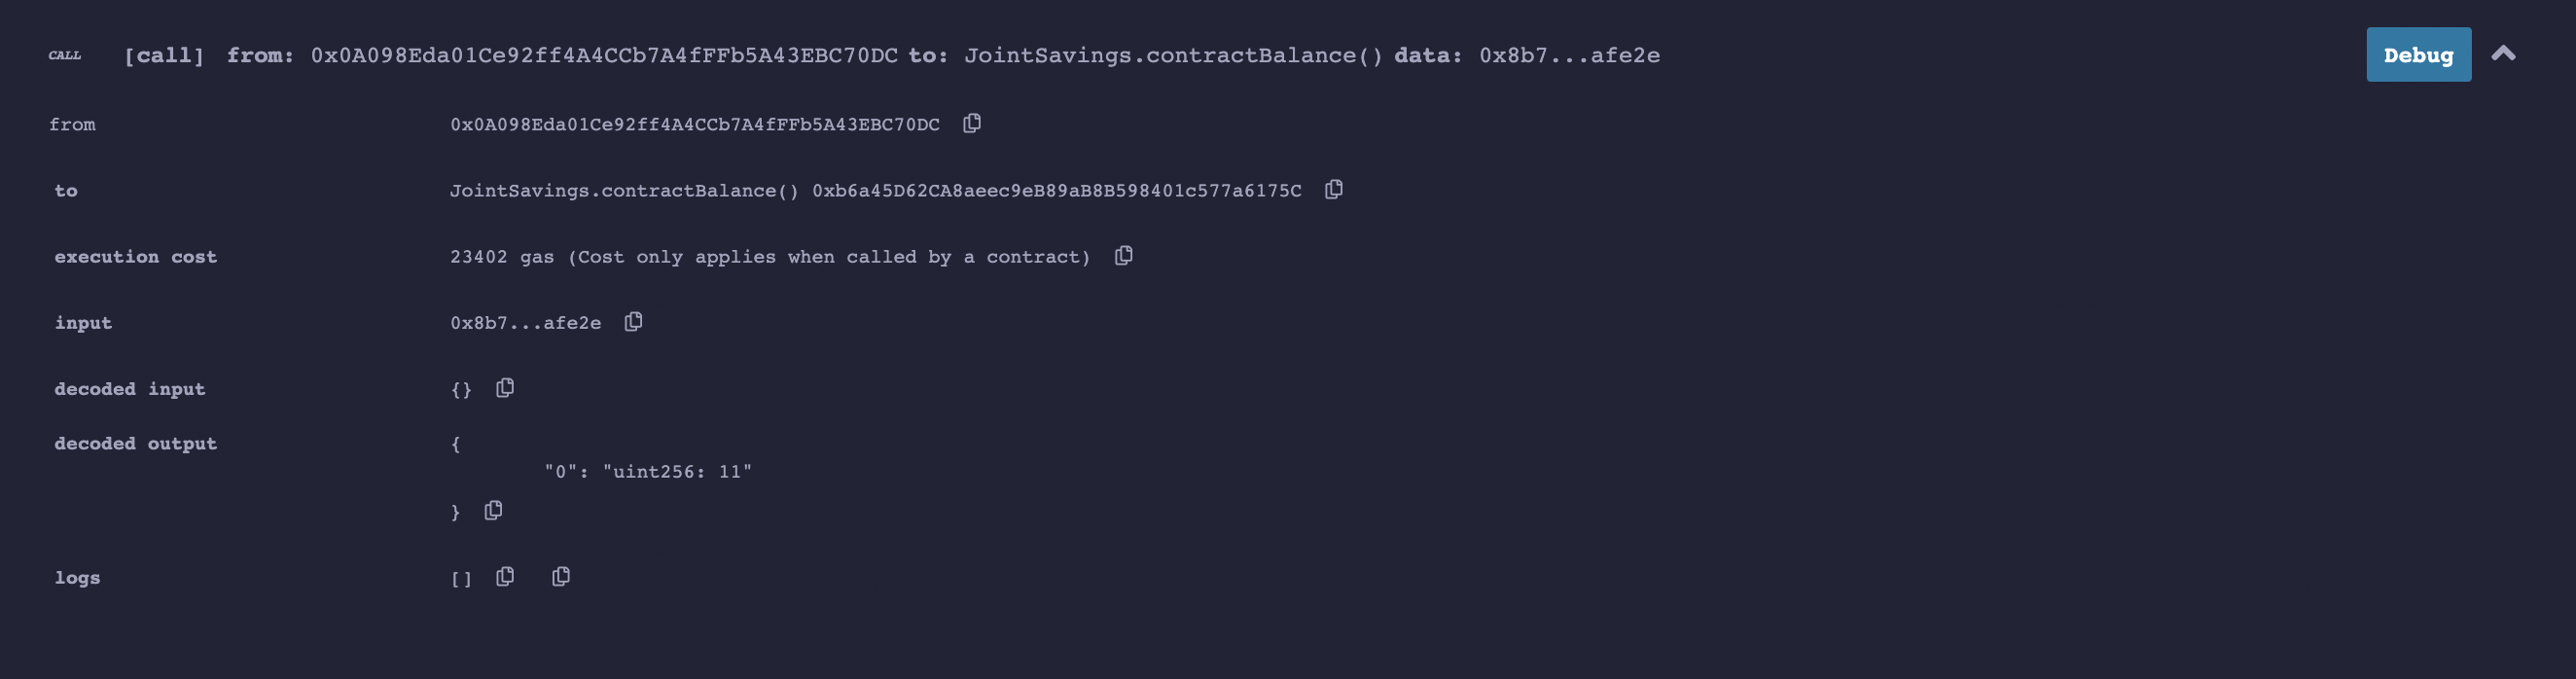 CALL [call] from: 0x0A098Eda01Ce92ff4A4CCb7A4fFFb5A43EBC70DC to: JointSavings.contractBalance() data: 0x8b7...afe2e Debug
from 0x0A098Eda01Ce92ff4A4CCb7A4fFFb5A43EBC70DC
to JointSavings.contractBalance() 0xb6a45D62CA8aeec9eB89aB8B598401c577a6175C
execution cost 23402 gas (Cost only applies when called by a contract)
input 0x8b7...afe2e
decoded input {}
decoded output {
"0": "uint256: 11"
}
logs []